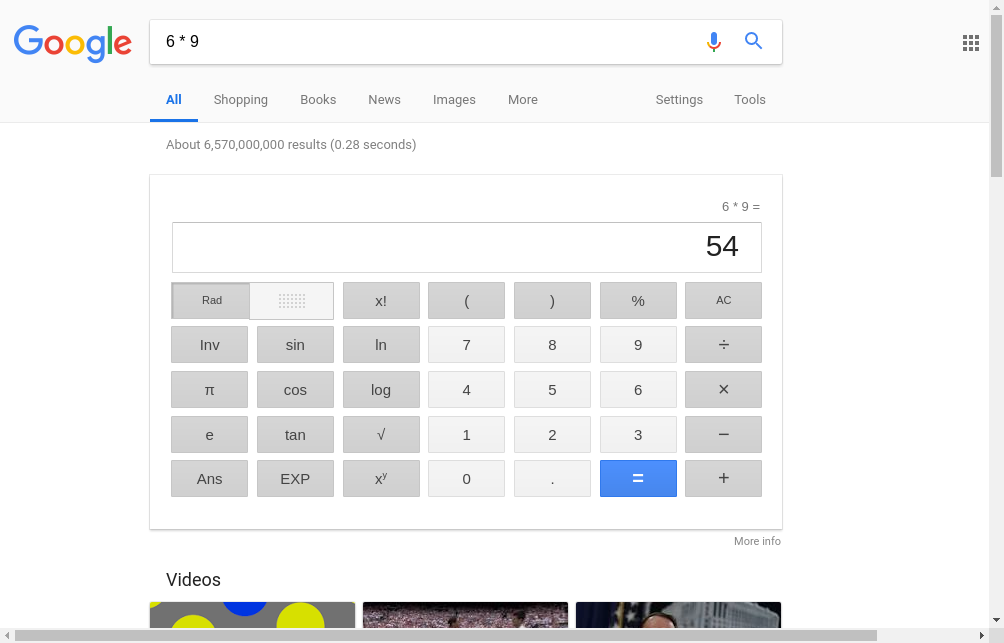 Google 6 * 9
All Shopping Books News Images More Settings Tools
About 6,570,000,000 results (0.28 seconds)
6 * 9 =
54
Rad x! ( ) % AC
Inv sin ln 7 8 9 ÷
π cos log 4 5 6 ×
e tan √ 1 2 3 −
Ans EXP xʸ 0 . = +
More info
Videos